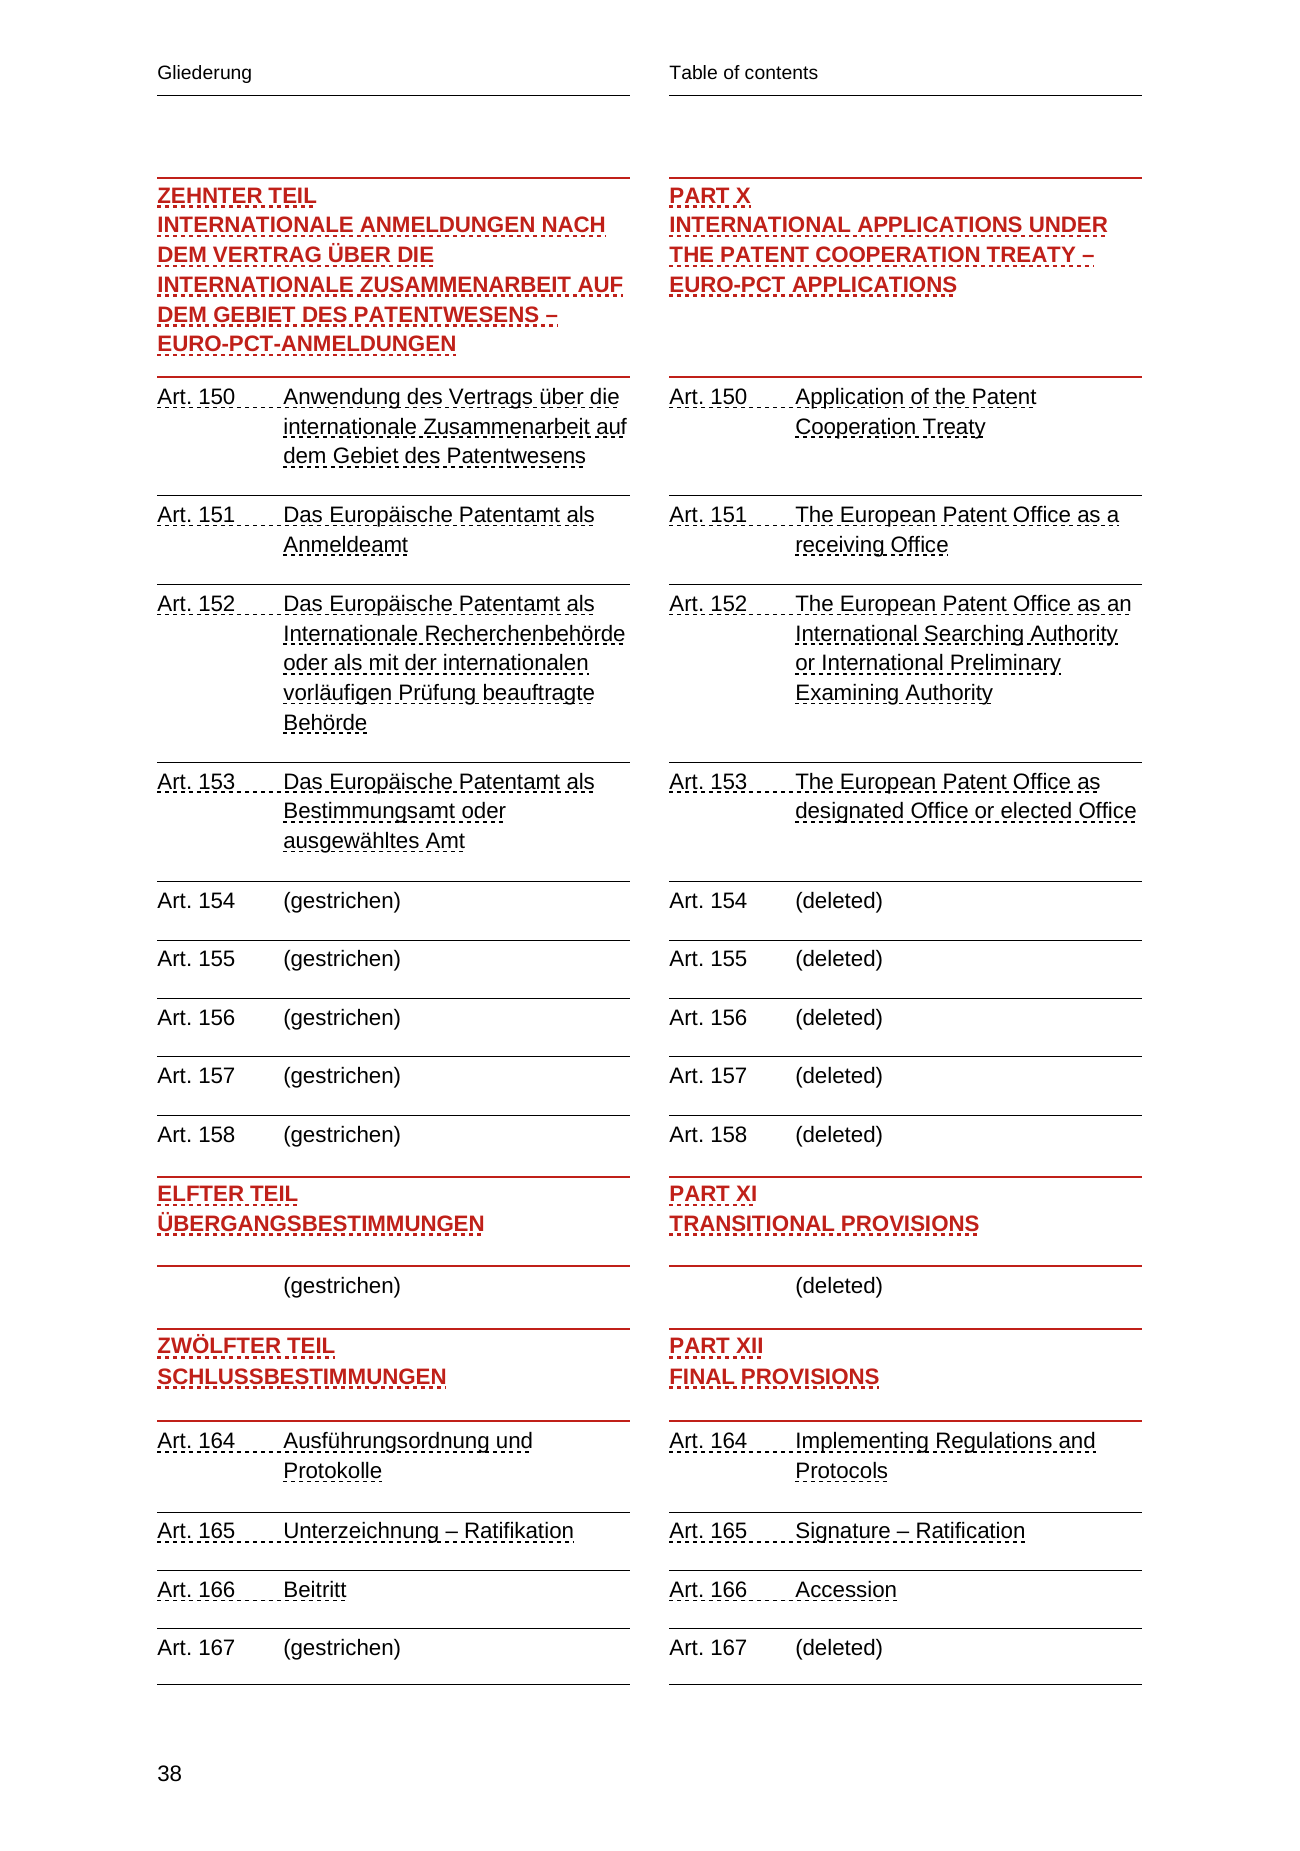 Gliederung
ZEHNTER TEIL
INTERNATIONALE ANMELDUNGEN NACH
DEM VERTRAG ÜBER DIE
INTERNATIONALE ZUSAMMENARBEIT AUF
DEM GEBIET DES PATENTWESENS –
EURO-PCT-ANMELDUNGEN
Art. 150 Anwendung des Vertrags über die
internationale Zusammenarbeit auf
dem Gebiet des Patentwesens
Art. 151 Das Europäische Patentamt als
Anmeldeamt
Art. 152 Das Europäische Patentamt als
Internationale Recherchenbehörde
oder als mit der internationalen
vorläufigen Prüfung beauftragte
Behörde
Art. 153 Das Europäische Patentamt als
Bestimmungsamt oder
ausgewähltes Amt
Art. 154 (gestrichen)
Art. 155 (gestrichen)
Art. 156 (gestrichen)
Art. 157 (gestrichen)
Art. 158 (gestrichen)
ELFTER TEIL
ÜBERGANGSBESTIMMUNGEN
(gestrichen)
ZWÖLFTER TEIL
SCHLUSSBESTIMMUNGEN
Art. 164 Ausführungsordnung und
Protokolle
Art. 165 Unterzeichnung – Ratifikation
Art. 166 Beitritt
Art. 167 (gestrichen)
Table of contents
PART X
INTERNATIONAL APPLICATIONS UNDER
THE PATENT COOPERATION TREATY –
EURO-PCT APPLICATIONS
Art. 150 Application of the Patent
Cooperation Treaty
Art. 151 The European Patent Office as a
receiving Office
Art. 152 The European Patent Office as an
International Searching Authority
or International Preliminary
Examining Authority
Art. 153 The European Patent Office as
designated Office or elected Office
Art. 154 (deleted)
Art. 155 (deleted)
Art. 156 (deleted)
Art. 157 (deleted)
Art. 158 (deleted)
PART XI
TRANSITIONAL PROVISIONS
(deleted)
PART XII
FINAL PROVISIONS
Art. 164 Implementing Regulations and
Protocols
Art. 165 Signature – Ratification
Art. 166 Accession
Art. 167 (deleted)
38